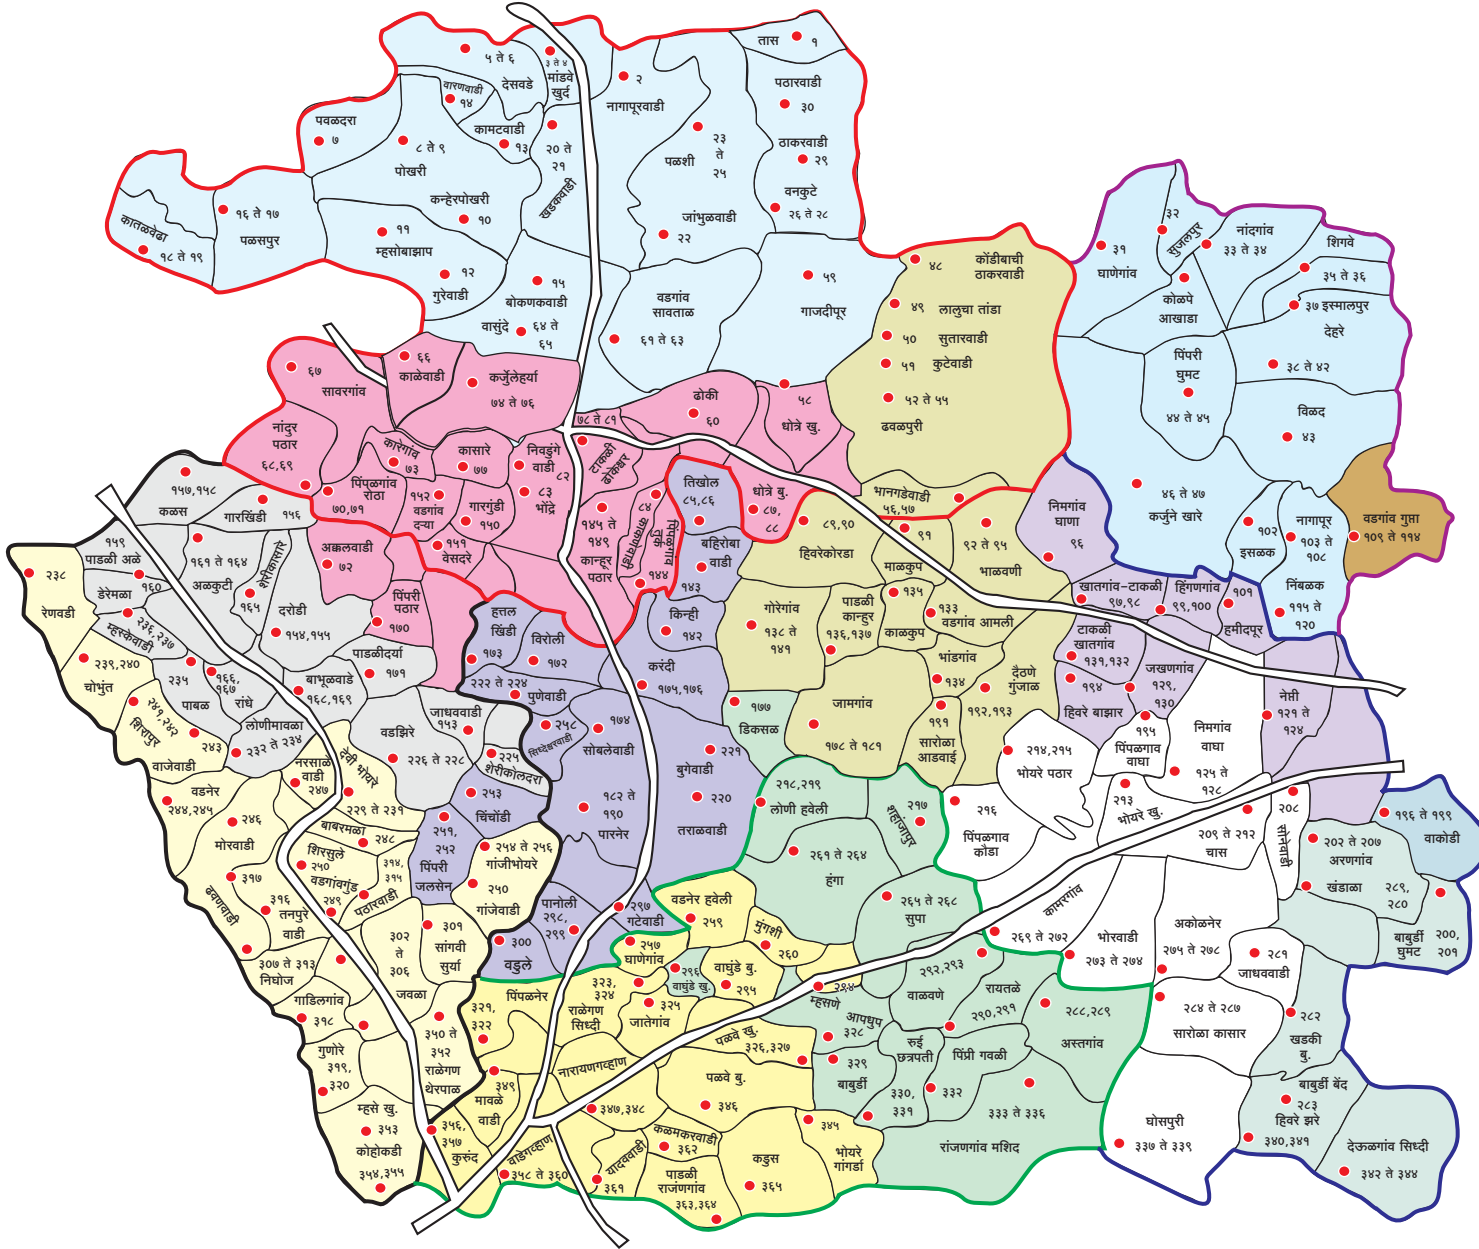 तास
१
५ ते ६
देसवडे
३ ते ४
मांडवे
खुर्द
२
नागापूरवाडी
पठारवाडी
३०
वारणवाडी
१४
पवळदरा
७
कामटवाडी
१३
८ ते ९
पोखरी
२० ते
२१
खडकवाडी
२३
ते
२५
पळशी
ठाकरवाडी
२९
वनकुटे
२६ ते २८
कन्हेरपोखरी
१०
जांभुळवाडी
२२
कातळवेढा
१८ ते १९
१६ ते १७
पळसपुर
११
म्हसोबाझाप
१२
गुरेवाडी
१५
बोकणकवाडी
वासुंदे
६४ ते
६५
वडगांव
सावताळ
६१ ते ६३
५९
गाजदीपूर
४८
कोंडीबाची
ठाकरवाडी
४९
लालुचा तांडा
५०
सुतारवाडी
५१
कुटेवाडी
५२ ते ५५
ढवळपुरी
भानगडेवाडी
५६,५७
३१
घाणेगांव
३२
सुजलपुर
नांदगांव
३३ ते ३४
शिगवे
३५ ते ३६
३७ इस्मालपुर
कोळपे
आखाडा
देहरे
३८ ते ४२
पिंपरी
घुमट
४४ ते ४५
विळद
४३
४६ ते ४७
कर्जुने खारे
१०२
इसळक
नागापूर
१०३ ते
१०८
वडगांव गुप्ता
१०९ ते ११४
निंबळक
११५ ते
१२०
६७
सावरगांव
६६
काळेवाडी
कर्जुलेहर्या
७४ ते ७६
ढोकी
६०
५८
धोत्रे खु.
७८ ते ८१
टाकळी
ढोकेश्वर
नांदुर
पठार
६८,६९
कारेगांव
७३
कासारे
७७
निवडुंगे
वाडी
८२
८३
भोंद्रे
पिंपळगांव
रोठा
७०,७१
१५२
वडगांव
दऱ्या
गारगुंडी
१५०
१५१
वेसदरे
अक्कलवाडी
७२
१४५ ते
१४९
कान्हूर
पठार
८४
काकणेवाडी
पिंपळगांव
तुर्क
१४४
पिंपरी
पठार
१७०
तिखोल
८५,८६
धोत्रे बु.
८७,
८८
बहिरोबा
वाडी
१४३
८९,९०
हिवरेकोरडा
९१
माळकुप
९२ ते ९५
भाळवणी
निमगांव
घाणा
९६
खातगांव–टाकळी
९७,९८
हिंगणगांव
९९,१००
१०१
हमीदपूर
१५७,१५८
कळस
गारखिंडी
१५६
१५९
पाडळी अळे
१६१ ते १६४
अळकुटी
शेरीकासारे
१६५
१६०
डेरेमळा
दरोडी
१५४,१५५
२३६,२३७
म्हस्केवाडी
२३८
रेणवडी
२३९,२४०
चोभुंत
२३५
पाबळ
१६६,
१६७
रांधे
बाभूळवाडे
१६८,१६९
पाडळीदर्या
१७१
लोणीमावळा
२३२ ते २३४
२४१,२४२
शिरापुर
२४३
वाजेवाडी
हत्तल
खिंडी
१७३
विरोली
१७२
किन्ही
१४२
करंदी
१७५,१७६
२२२ ते २२४
पुणेवाडी
जाधववाडी
१५३
वडझिरे
२२६ ते २२८
२२५
शेरीकोलदरा
२५८
सिध्देश्वरवाडी
१७४
सोबलेवाडी
२२१
बुगेवाडी
२२०
तराळवाडी
१८२ ते
१९०
पारनेर
२५३
चिंचोंडी
२५१,
२५२
पिंपरी
जलसेन
गोरेगांव
१३८ ते
१४१
पाडळी
कान्हुर
१३६,१३७
१३५
काळकुप
१३३
वडगांव आमली
भांडगांव
१३४
दैठणे
गुंजाळ
१९२,१९३
१९१
सारोळा
आडवाई
जामगांव
१७८ ते १८१
१७७
डिकसळ
टाकळी
खातगांव
१३१,१३२
१९४
हिवरे बाझार
जखणगांव
१२९,
१३०
१९५
पिंपळगाव
वाघा
निमगांव
वाघा
१२५ ते
१२८
नेप्ती
१२१ ते
१२४
२१४,२१५
भोयरे पठार
२१६
पिंपळगाव
कौडा
२१३
भोयरे खु.
२०८
सोनेवाडी
२०९ ते २१२
चास
१९६ ते १९९
वाकोडी
२०२ ते २०७
अरणगांव
खंडाळा
२८९,
२८०
बाबुर्डी
घुमट
२००,
२०१
देवी भोयरे
२२९ ते २३१
नरसाळे
वाडी
२४७
वडनेर
२४४,२४५
२४६
मोरवाडी
बाबरमळा
२४८
शिरसुले
२५०
वडगांवगुंड
२४९
३१४,
३१५
पठारवाडी
३१७
ढवणवाडी
३१६
तनपुरे
वाडी
२५४ ते २५६
गांजीभोयरे
२५०
गांजेवाडी
३०१
सांगवी
सुर्या
३०२
ते
३०६
३०७ ते ३१३
निघोज
जवळा
गाडिलगांव
३१८
गुणोरे
३१९,
३२०
३५० ते
३५२
राळेगण
थेरपाळ
म्हसे खु.
३५३
कोहोकडी
३५४,३५५
पानोली
२९८,
२९९
२९७
गटेवाडी
३००
वडुले
२१८,२१९
लोणी हवेली
२१७
शहांजापुर
२६१ ते २६४
हंगा
२६५ ते २६८
सुपा
वडनेर हवेली
२५९
मुंगशी
२६०
२५७
घाणेगांव
२९६
वाघुंडे खु.
वाघुंडे बु.
२९५
२९४
म्हसणे
आपधुप
३२८
२९२,२९३
वाळवणे
रायतळे
२९०,२९१
२८८,२८९
अस्तगांव
रुई
छत्रपती
पिंप्री गवळी
३२९
बाबुर्डी
३३०,
३३१
३३२
३३३ ते ३३६
रांजणगांव मशिद
कामरगांव
२६९ ते २७२
भोरवाडी
२७३ ते २७४
अकोळनेर
२७५ ते २७८
२८१
जाधववाडी
२८४ ते २८७
सारोळा कासार
२८२
खडकी
बु.
बाबुर्डी बेंद
२८३
हिवरे झरे
३४०,३४१
घोसपुरी
३३७ ते ३३९
देऊळगांव सिध्दी
३४२ ते ३४४
३२१,
३२२
पिंपळनेर
३२३,
३२४
राळेगण
सिध्दी
३२५
जातेगांव
पळवे खु.
३२६,३२७
नारायणगव्हाण
पळवे बु.
३४६
३४९
मावळे
वाडी
३४७,३४८
३४५
भोयरे
गांगर्डा
३५६,
३५७
कुरुंद
वाडेगव्हाण
३५८ ते ३६०
यादववाडी
३६१
कळमकरवाडी
३६२
पाडळी
राजंणगांव
३६३,३६४
कडुस
३६५